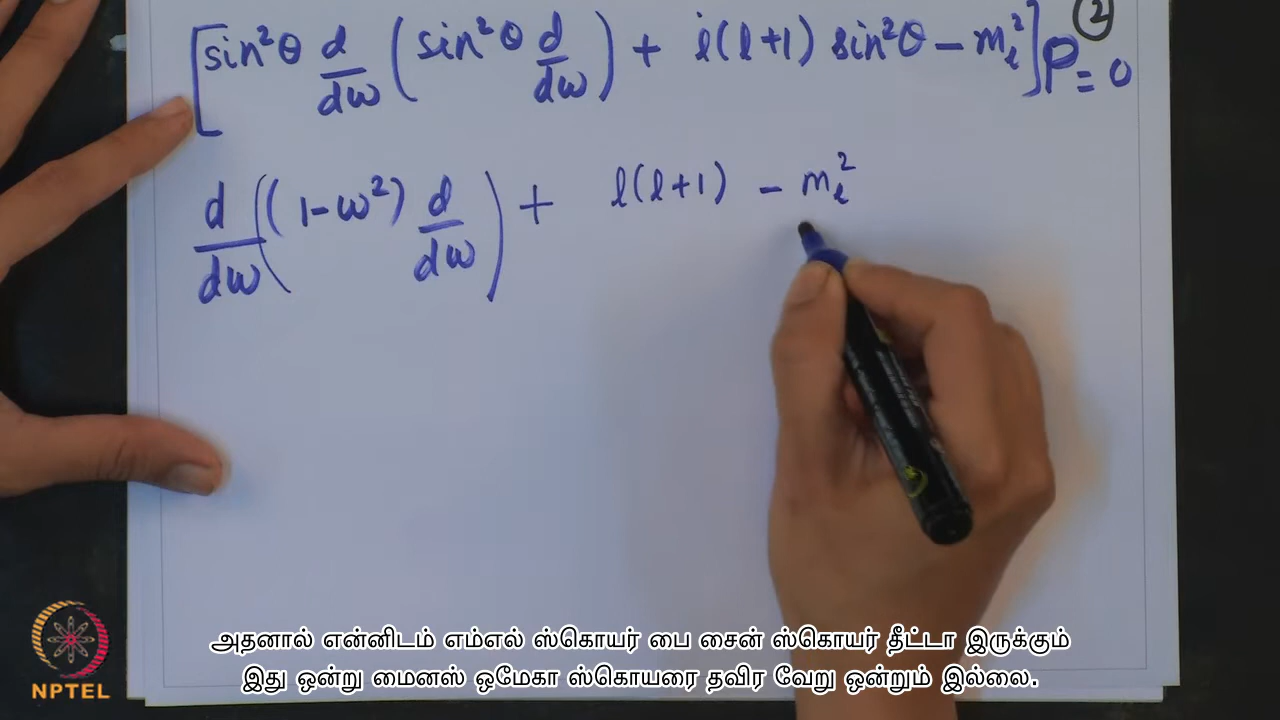 [sin²θ d/dω (sin²θ d/dω) + l(l+1) sin²θ − m_l²]P = 0 ②
d/dω ((1-ω²) d/dω) + l(l+1) − m_l²
அதனால் என்னிடம் எம்எல் ஸ்கொயர் பை சைன் ஸ்கொயர் தீட்டா இருக்கும்
இது ஒன்று மைனஸ் ஒமேகா ஸ்கொயரை தவிர வேறு ஒன்றும் இல்லை.
NPTEL